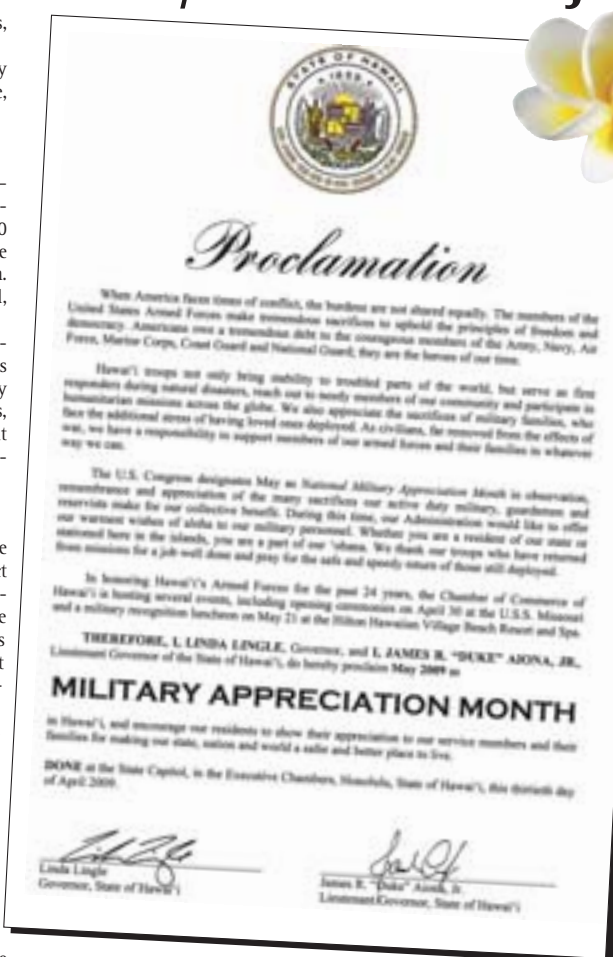 STATE OF HAWAII
1959
Proclamation
When America faces times of conflict, the burdens are not shared equally. The members of the
United States Armed Forces make tremendous sacrifices to uphold the principles of freedom and
democracy. Americans owe a tremendous debt to the courageous members of the Army, Navy, Air
Force, Marine Corps, Coast Guard and National Guard; they are the heroes of our time.
Hawai‘i troops not only bring stability to troubled parts of the world, but serve as first
responders during natural disasters, reach out to needy members of our community and participate in
humanitarian missions across the globe. We also appreciate the sacrifices of military families, who
face the additional stress of having loved ones deployed. As civilians, far removed from the effects of
war, we have a responsibility to support members of our armed forces and their families in whatever
way we can.
The U.S. Congress designates May as National Military Appreciation Month in observation,
remembrance and appreciation of the many sacrifices our active duty military, guardsmen and
reservists make for our collective benefit. During this time, our Administration would like to offer
our warmest wishes of aloha to our military personnel. Whether you are a resident of our state or
stationed here in the islands, you are a part of our ‘ohana. We thank our troops who have returned
from missions for a job well done and pray for the safe and speedy return of those still deployed.
In honoring Hawai‘i's Armed Forces for the past 24 years, the Chamber of Commerce of
Hawai‘i is hosting several events, including opening ceremonies on April 30 at the U.S.S. Missouri
and a military recognition luncheon on May 21 at the Hilton Hawaiian Village Beach Resort and Spa.
THEREFORE, I, LINDA LINGLE, Governor, and I, JAMES R. “DUKE” AIONA, JR.,
Lieutenant Governor of the State of Hawai‘i, do hereby proclaim May 2009 as
MILITARY APPRECIATION MONTH
in Hawai‘i, and encourage our residents to show their appreciation to our service members and their
families for making our state, nation and world a safer and better place to live.
DONE at the State Capitol, in the Executive Chambers, Honolulu, State of Hawai‘i, this thirtieth day
of April 2009.
Linda Lingle
Governor, State of Hawai‘i
James R. “Duke” Aiona, Jr.
Lieutenant Governor, State of Hawai‘i